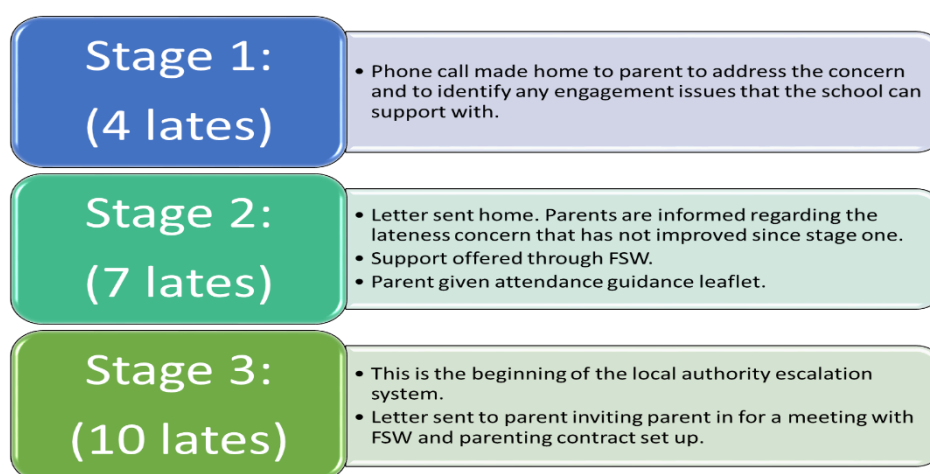 Stage 1:
(4 lates)
• Phone call made home to parent to address the concern
and to identify any engagement issues that the school can
support with.
Stage 2:
(7 lates)
• Letter sent home. Parents are informed regarding the
lateness concern that has not improved since stage one.
• Support offered through FSW.
• Parent given attendance guidance leaflet.
Stage 3:
(10 lates)
• This is the beginning of the local authority escalation
system.
• Letter sent to parent inviting parent in for a meeting with
FSW and parenting contract set up.